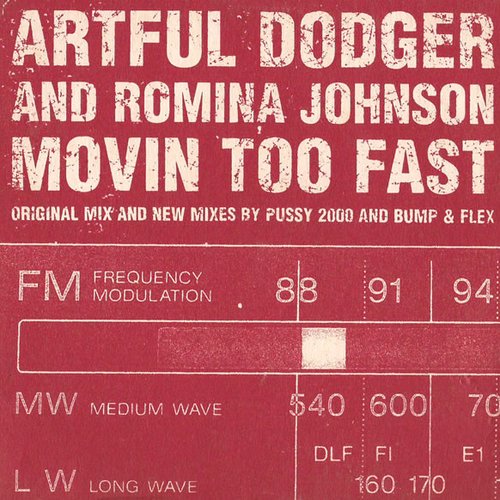 ARTFUL DODGER
AND ROMINA JOHNSON
MOVIN TOO FAST
ORIGINAL MIX AND NEW MIXES BY PUSSY 2000 AND BUMP & FLEX
FM FREQUENCY MODULATION 88 91 94
MW MEDIUM WAVE 540 600 70
DLF FI E1
LW LONG WAVE 160 170